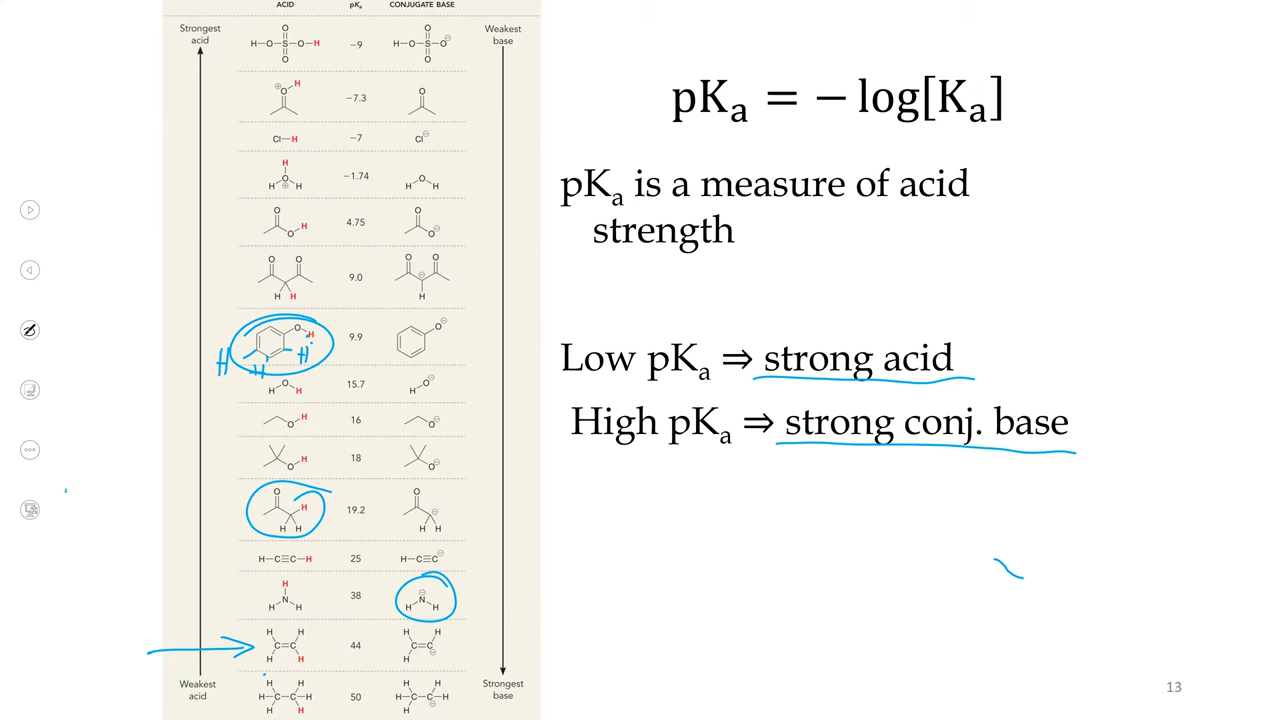 ACID pKa CONJUGATE BASE
Strongest acid
Weakest base
O
H—O—S—O—H
O
−9
O
H—O—S—O⊖
O
⊕O H
−7.3
O
Cl—H
−7
Cl⊖
H
H O H
⊕
−1.74
H O H
O
O H
4.75
O
O⊖
O O
H H
9.0
O O
⊖
H
O H
9.9
O⊖
H H H
H O H
15.7
H O⊖
O H
16
O⊖
O H
18
O⊖
O
H
H H
19.2
O
⊖
H H
H—C≡C—H
25
H—C≡C⊖
H
H N H
38
⊖
H N H
H H
C=C
H H
44
H H
C=C
H ⊖
Weakest acid
Strongest base
H H
H—C—C—H
H H
50
H H
H—C—C—H
H ⊖
pKa = − log[Ka]
pKa is a measure of acid
strength
Low pKa ⇒ strong acid
High pKa ⇒ strong conj. base
13